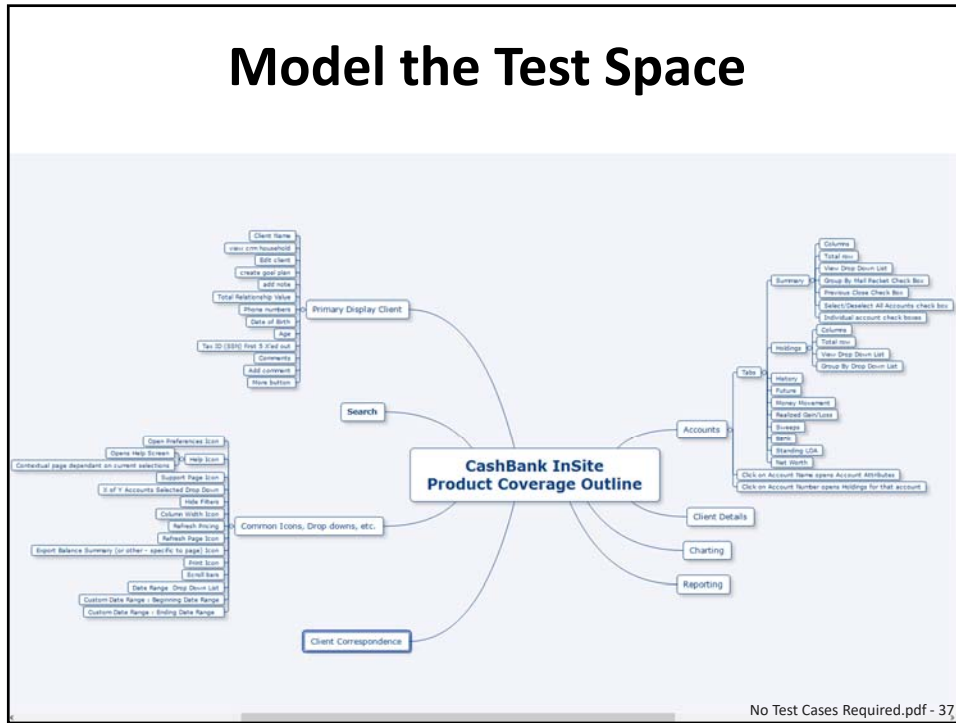 Model the Test Space
Client Name
view crm household
Edit client
create goal plan
add note
Total Relationship Value
Phone numbers
Date of Birth
Age
Tax ID (SSN) First 5 X'ed out
Comments
Add comment
More button
Primary Display Client
Search
Open Preferences Icon
Opens Help Screen
Contextual page dependant on current selections
Help Icon
Support Page Icon
X of Y Accounts Selected Drop Down
Hide Filters
Column Width Icon
Refresh Pricing
Refresh Page Icon
Export Balance Summary (or other - specific to page) Icon
Print Icon
Scroll bars
Date Range Drop Down List
Custom Date Range : Beginning Date Range
Custom Date Range : Ending Date Range
Common Icons, Drop downs, etc.
Client Correspondence
CashBank InSite
Product Coverage Outline
Accounts
Tabs
Summary
Columns
Total row
View Drop Down List
Group By Mail Packet Check Box
Previous Close Check Box
Select/Deselect All Accounts check box
Individual account check boxes
Holdings
Columns
Total row
View Drop Down List
Group By Drop Down List
History
Future
Money Movement
Realized Gain/Loss
Sweeps
Bank
Standing LOA
Net Worth
Click on Account Name opens Account Attributes
Click on Account Number opens Holdings for that account
Client Details
Charting
Reporting
No Test Cases Required.pdf - 37